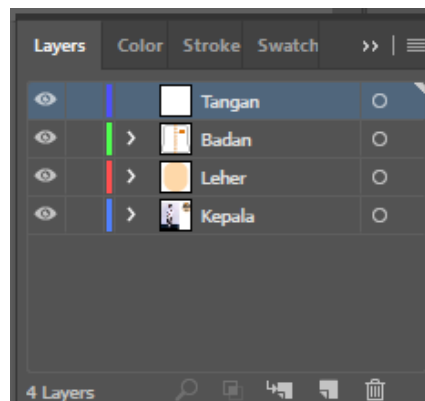 Layers Color Stroke Swatch
Tangan
Badan
Leher
Kepala
4 Layers